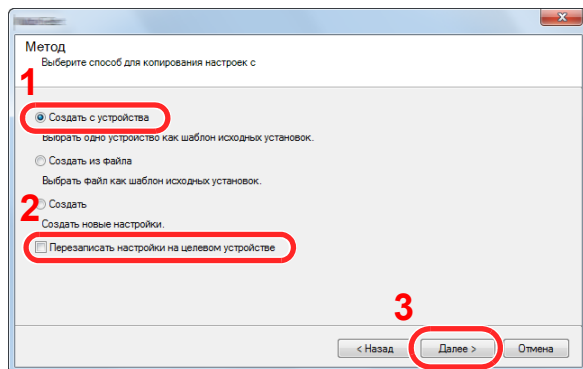 Метод
Выберите способ для копирования настроек с
1
Создать с устройства
Выбрать одно устройство как шаблон исходных установок.
Создать из файла
Выбрать файл как шаблон исходных установок.
2
Создать
Создать новые настройки.
Перезаписать настройки на целевом устройстве
3
< Назад Далее > Отмена